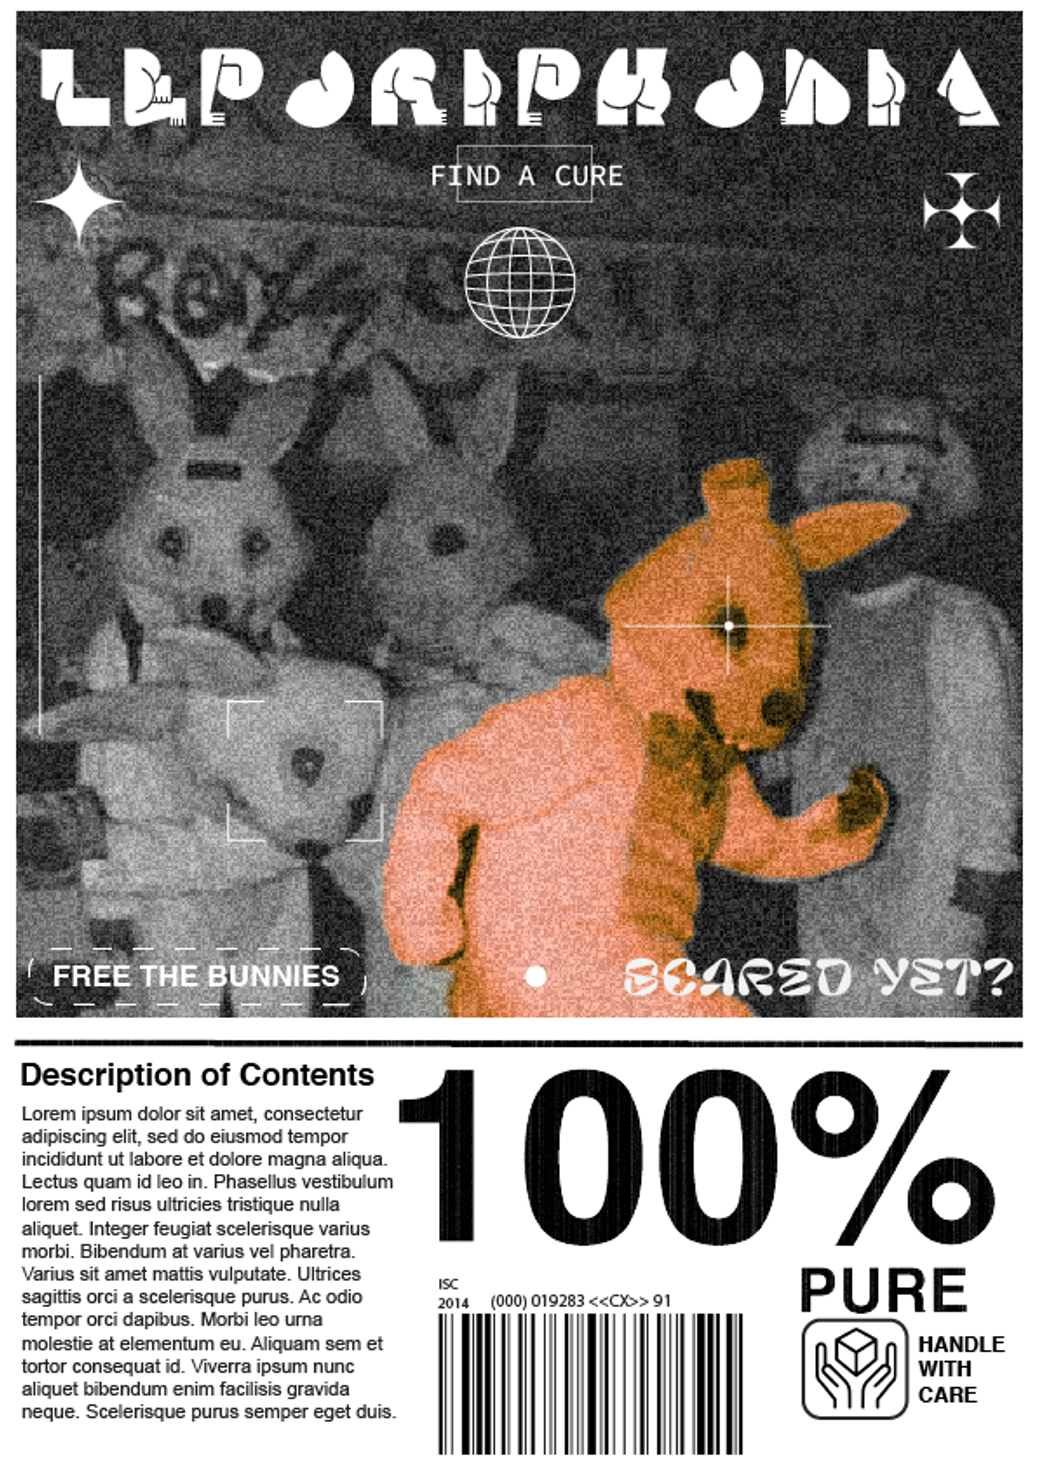 LEPORIPHOBIA
FIND A CURE
FREE THE BUNNIES
SCARED YET?
Description of Contents
Lorem ipsum dolor sit amet, consectetur
adipiscing elit, sed do eiusmod tempor
incididunt ut labore et dolore magna aliqua.
Lectus quam id leo in. Phasellus vestibulum
lorem sed risus ultricies tristique nulla
aliquet. Integer feugiat scelerisque varius
morbi. Bibendum at varius vel pharetra.
Varius sit amet mattis vulputate. Ultrices
sagittis orci a scelerisque purus. Ac odio
tempor orci dapibus. Morbi leo urna
molestie at elementum eu. Aliquam sem et
tortor consequat id. Viverra ipsum nunc
aliquet bibendum enim facilisis gravida
neque. Scelerisque purus semper eget duis.
100%
PURE
ISC
2014 (000) 019283 <<CX>> 91
HANDLE
WITH
CARE